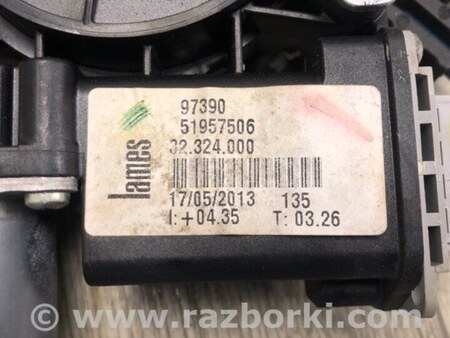 97390
51957506
32.324.000
lames
17/05/2013 135
I:+04.35 T: 03.26
© www.razborki.com